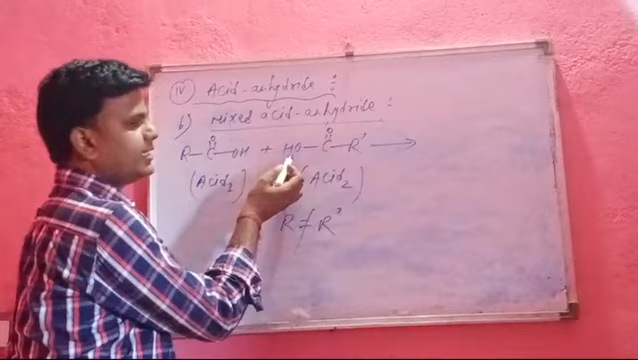 IV Acid-anhydride :
b) Mixed acid-anhydride :
O O
R-C-OH + HO-C-R' →
(Acid1) (Acid2)
R ≠ R'